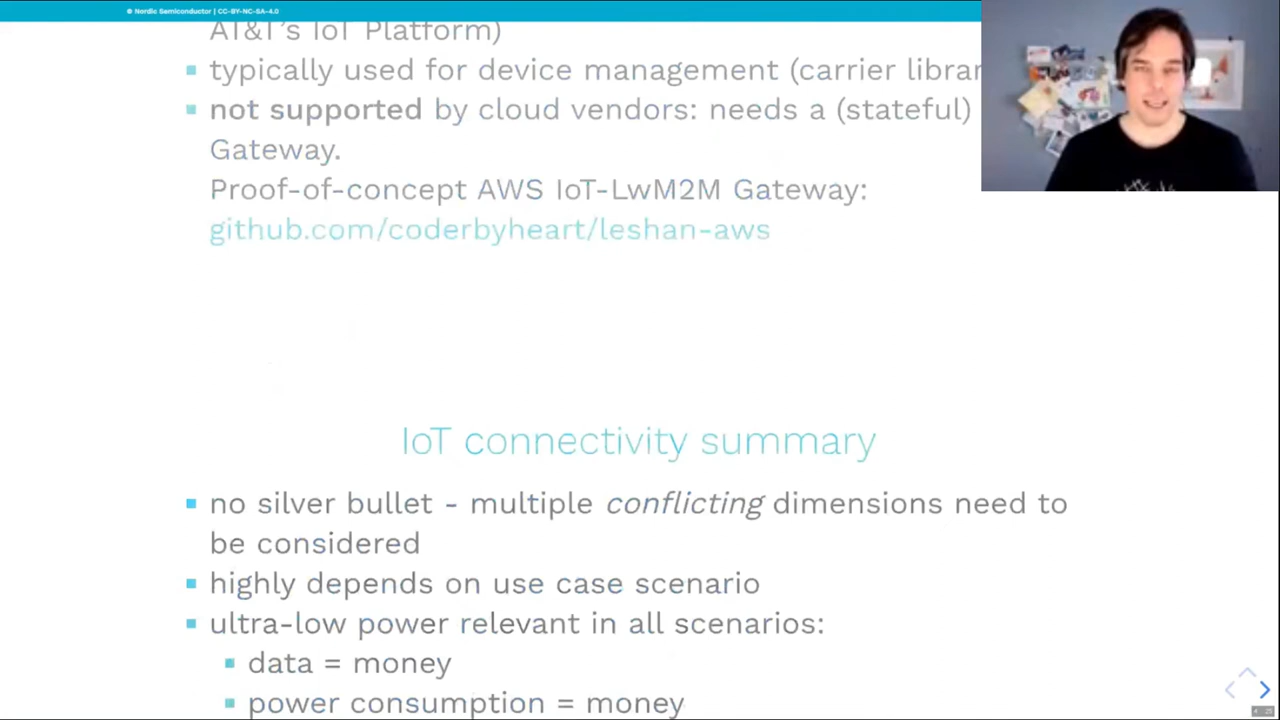 © Nordic Semiconductor | CC-BY-NC-SA-4.0
AT&T's IoT Platform)
typically used for device management (carrier librar
not supported by cloud vendors: needs a (stateful)
Gateway.
Proof-of-concept AWS IoT-LwM2M Gateway:
github.com/coderbyheart/leshan-aws
IoT connectivity summary
no silver bullet - multiple conflicting dimensions need to
be considered
highly depends on use case scenario
ultra-low power relevant in all scenarios:
data = money
power consumption = money